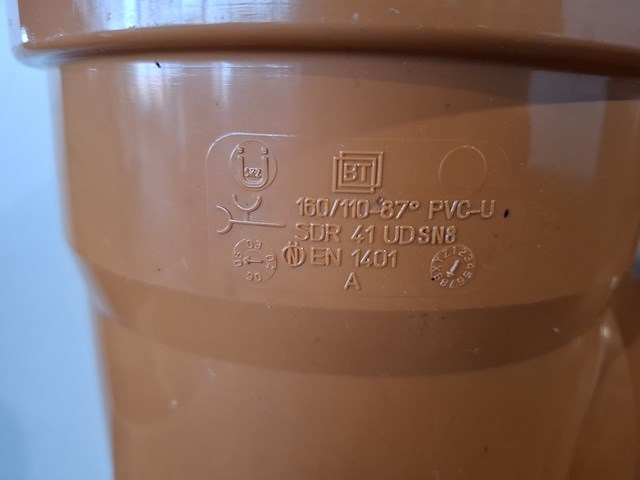 BT
160/110-87° PVC-U
SDR 41 UD SN8
N EN 1401
A